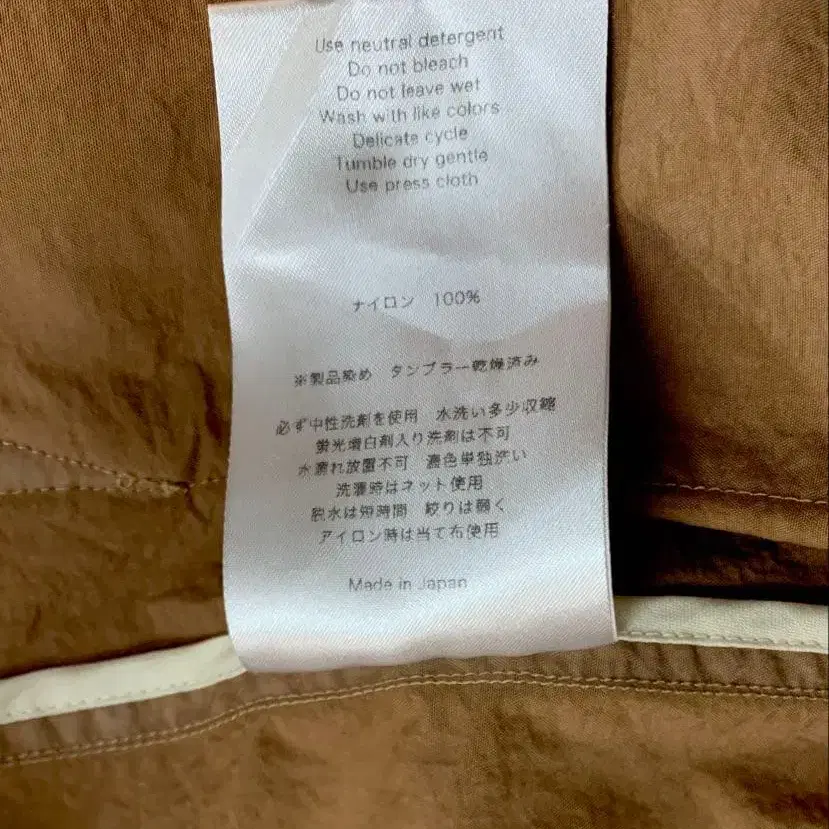 Use neutral detergent
Do not bleach
Do not leave wet
Wash with like colors
Delicate cycle
Tumble dry gentle
Use press cloth
ナイロン 100%
※製品染め タンブラー乾燥済み
必ず中性洗剤を使用 水洗い多少収縮
蛍光増白剤入り洗剤は不可
水濡れ放置不可 濃色単独洗い
洗濯時はネット使用
脱水は短時間 絞りは弱く
アイロン時は当て布使用
Made in Japan